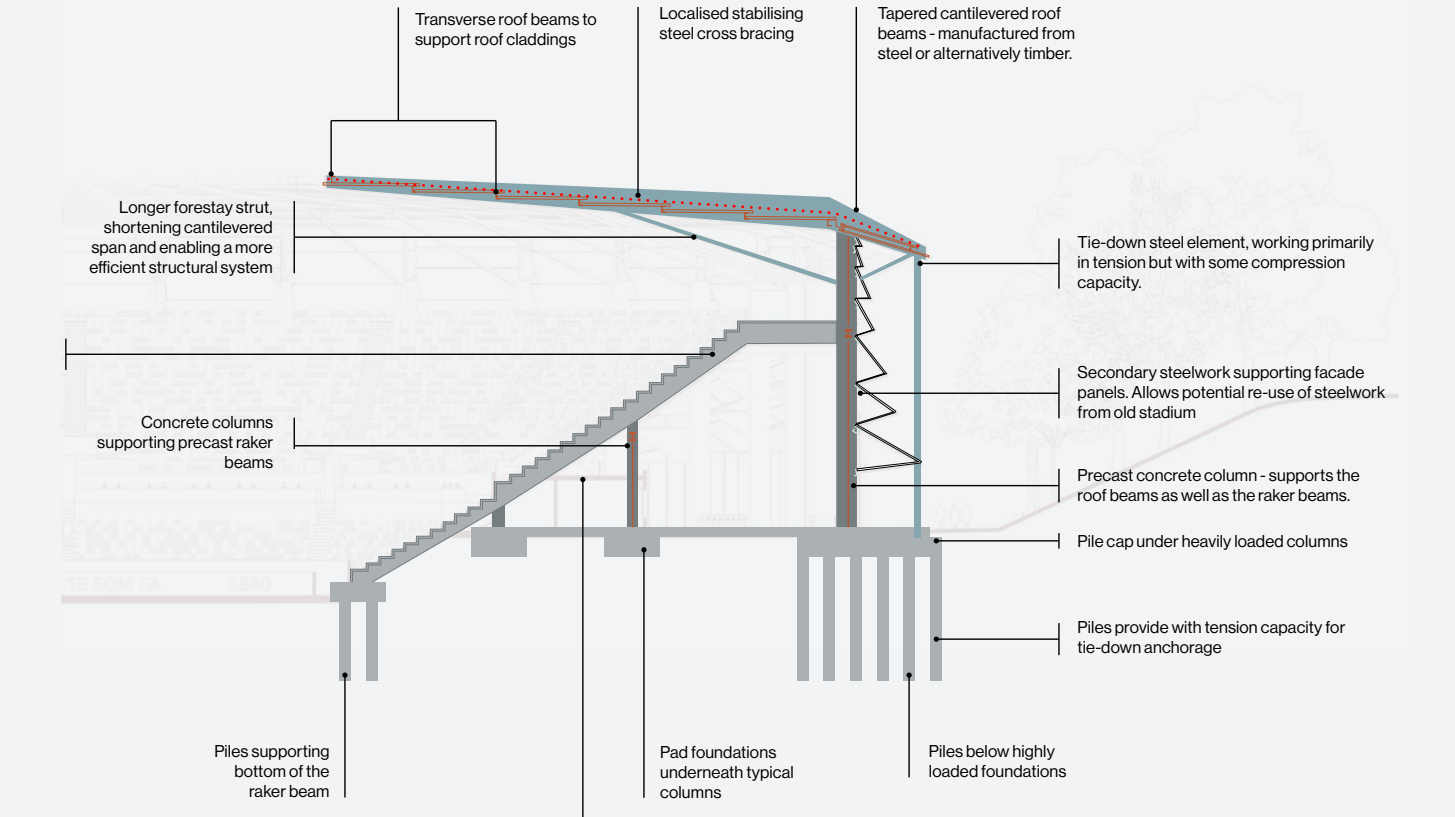 Transverse roof beams to
support roof claddings
Localised stabilising
steel cross bracing
Tapered cantilevered roof
beams - manufactured from
steel or alternatively timber.
Longer forestay strut,
shortening cantilevered
span and enabling a more
efficient structural system
Tie-down steel element, working primarily
in tension but with some compression
capacity.
Secondary steelwork supporting facade
panels. Allows potential re-use of steelwork
from old stadium
Concrete columns
supporting precast raker
beams
Precast concrete column - supports the
roof beams as well as the raker beams.
Pile cap under heavily loaded columns
LTE SOM FA 1880
Piles provide with tension capacity for
tie-down anchorage
Piles supporting
bottom of the
raker beam
Pad foundations
underneath typical
columns
Piles below highly
loaded foundations